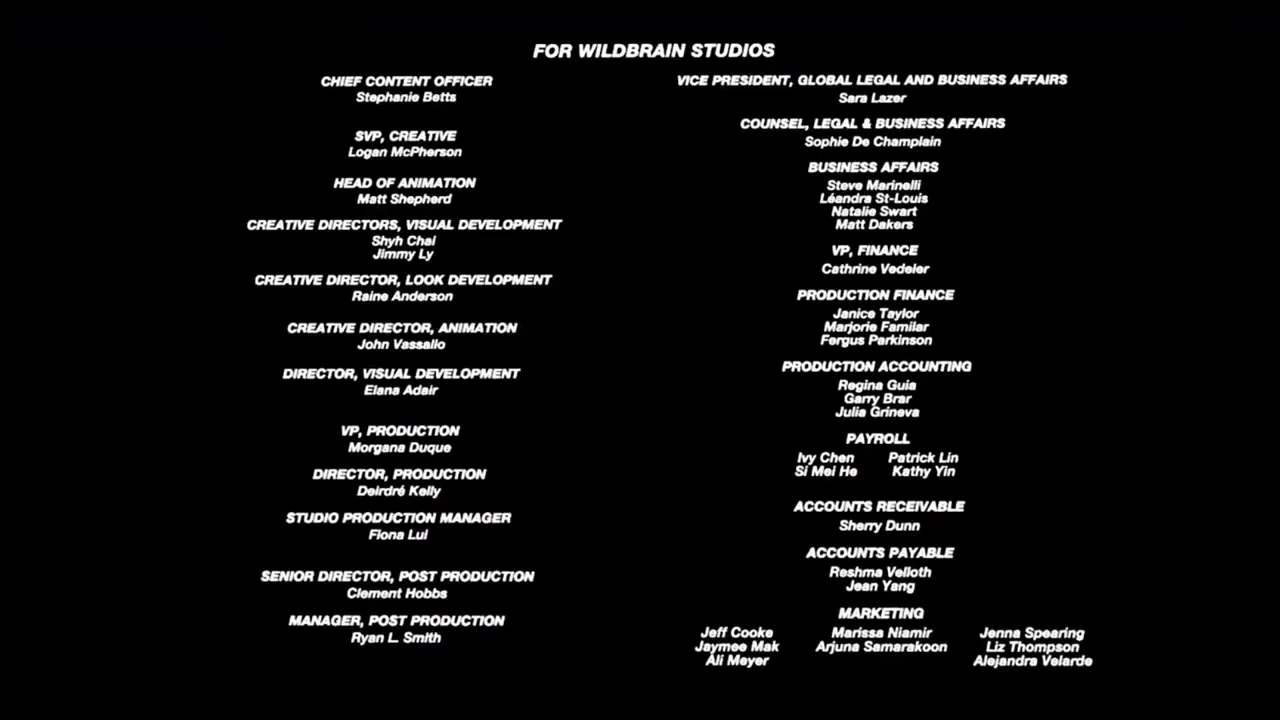 FOR WILDBRAIN STUDIOS
CHIEF CONTENT OFFICER
Stephanie Betts
SVP, CREATIVE
Logan McPherson
HEAD OF ANIMATION
Matt Shepherd
CREATIVE DIRECTORS, VISUAL DEVELOPMENT
Shyh Chai
Jimmy Ly
CREATIVE DIRECTOR, LOOK DEVELOPMENT
Raine Anderson
CREATIVE DIRECTOR, ANIMATION
John Vassallo
DIRECTOR, VISUAL DEVELOPMENT
Elana Adair
VP, PRODUCTION
Morgana Duque
DIRECTOR, PRODUCTION
Deirdré Kelly
STUDIO PRODUCTION MANAGER
Fiona Lui
SENIOR DIRECTOR, POST PRODUCTION
Clement Hobbs
MANAGER, POST PRODUCTION
Ryan L. Smith
VICE PRESIDENT, GLOBAL LEGAL AND BUSINESS AFFAIRS
Sara Lazer
COUNSEL, LEGAL & BUSINESS AFFAIRS
Sophie De Champlain
BUSINESS AFFAIRS
Steve Marinelli
Léandra St-Louis
Natalie Swart
Matt Dakers
VP, FINANCE
Cathrine Vedeler
PRODUCTION FINANCE
Janice Taylor
Marjorie Familar
Fergus Parkinson
PRODUCTION ACCOUNTING
Regina Guia
Garry Brar
Julia Grineva
PAYROLL
Ivy Chen Patrick Lin
Si Mei He Kathy Yin
ACCOUNTS RECEIVABLE
Sherry Dunn
ACCOUNTS PAYABLE
Reshma Velloth
Jean Yang
MARKETING
Jeff Cooke Marissa Niamir Jenna Spearing
Jaymee Mak Arjuna Samarakoon Liz Thompson
Ali Meyer Alejandra Velarde